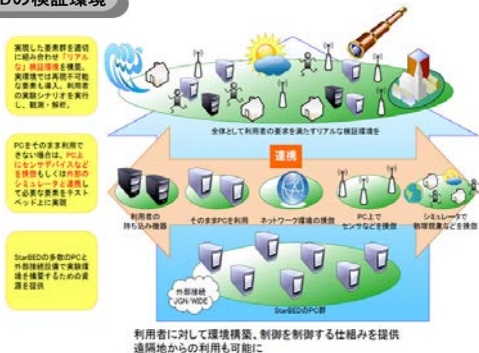 Dの検証環境
実現した要素群を適切
に組み合わせ「リアル
な」検証環境を構築。
実環境では再現不可能
な要素も導入。利用者
の実験シナリオを実行
し、観測・解析。
全体として利用者の要求を満たすリアルな検証環境を
連携
PCをそのまま利用で
きない場合は、PC上
にセンサデバイスなど
を模倣もしくは外部の
シミュレータと連携し
て必要な要素をテスト
ベッド上に実現
利用者の
持ち込み機器
そのままPCを利用
ネットワーク環境の模倣
PC上で
センサなどを模倣
シミュレータで
物理現象などを模倣
StarBEDの多数のPCと
外部接続設備で実験環
境を構築するための資
源を提供
外部接続
JGN/WIDE
StarBEDのPC群
利用者に対して環境構築、制御を制御する仕組みを提供
遠隔地からの利用も可能に